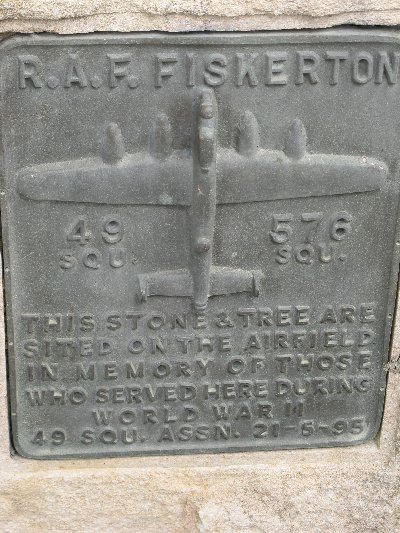 R.A.F. FISKERTON
49 576
SQU. SQU.
THIS STONE & TREE ARE
SITED ON THE AIRFIELD
IN MEMORY OF THOSE
WHO SERVED HERE DURING
WORLD WAR II
49 SQU. ASSN. 21-5-95